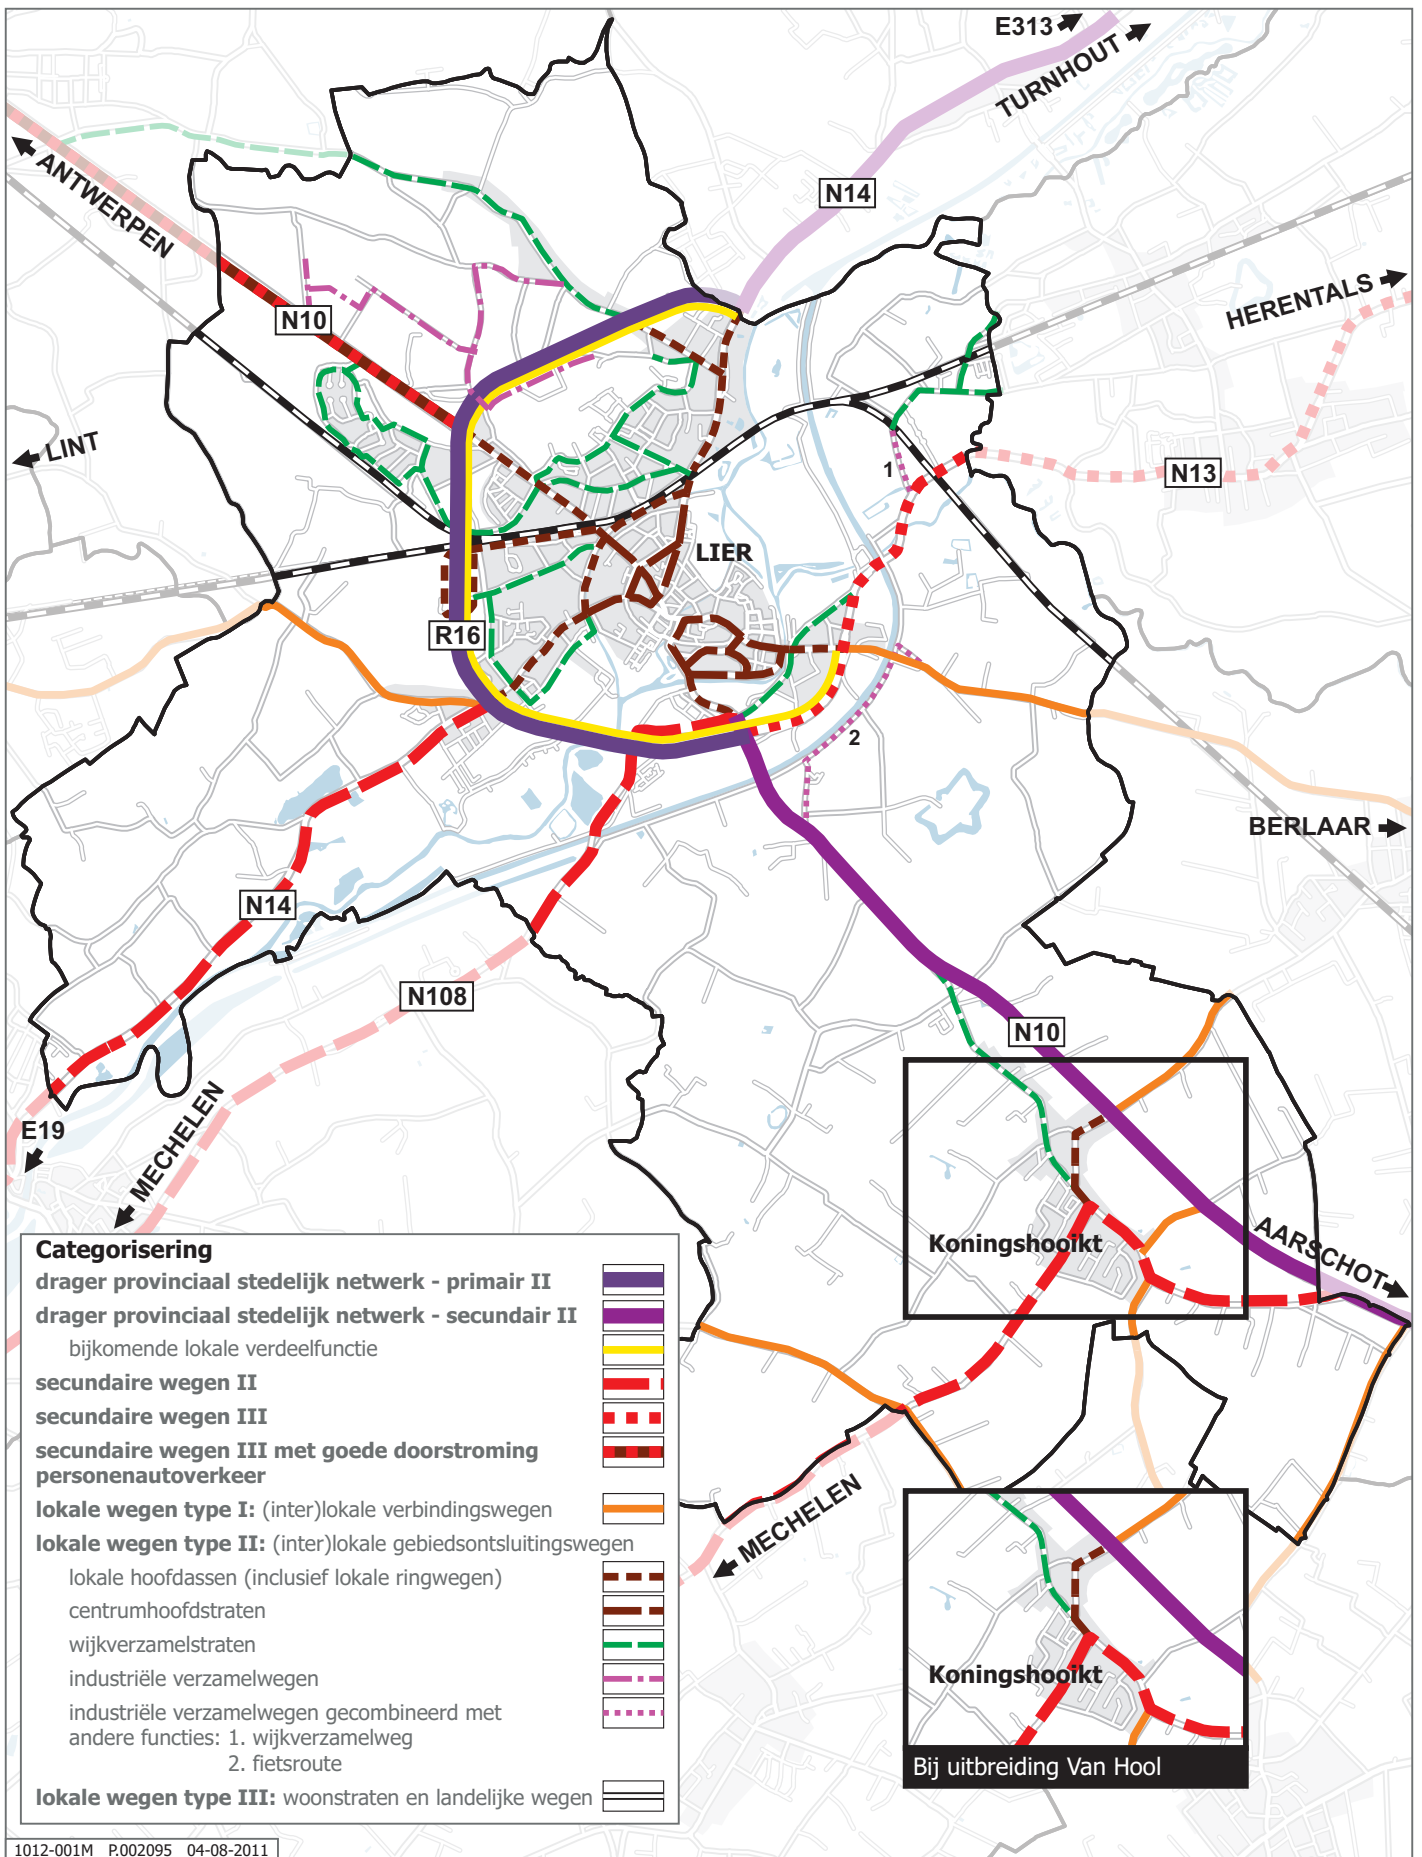 E313
TURNHOUT
ANTWERPEN
N14
HERENTALS
N10
LINT
N13
1
LIER
R16
2
BERLAAR
N14
N108
N10
E19
MECHELEN
Koningshooikt
AARSCHOT
Categorisering
drager provinciaal stedelijk netwerk - primair II
drager provinciaal stedelijk netwerk - secundair II
bijkomende lokale verdeelfunctie
secundaire wegen II
secundaire wegen III
secundaire wegen III met goede doorstroming
personenautoverkeer
lokale wegen type I: (inter)lokale verbindingswegen
lokale wegen type II: (inter)lokale gebiedsontsluitingswegen
lokale hoofdassen (inclusief lokale ringwegen)
centrumhoofdstraten
wijkverzamelstraten
industriële verzamelwegen
industriële verzamelwegen gecombineerd met
andere functies: 1. wijkverzamelweg
2. fietsroute
lokale wegen type III: woonstraten en landelijke wegen
MECHELEN
Koningshooikt
Bij uitbreiding Van Hool
1012-001M P.002095 04-08-2011